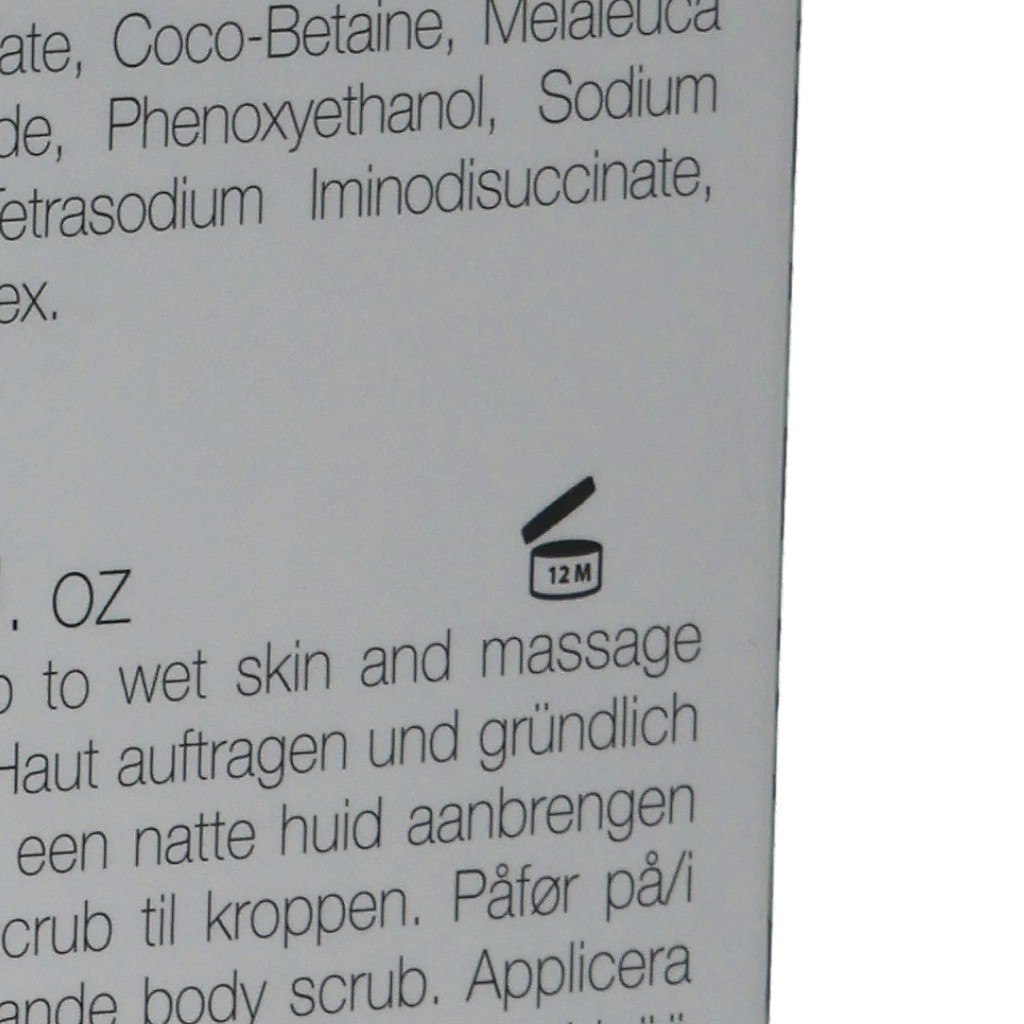 ate, Coco-Betaine, Melaleuca
de, Phenoxyethanol, Sodium
Tetrasodium Iminodisuccinate,
ex.
12 M
. OZ
to wet skin and massage
Haut auftragen und gründlich
een natte huid aanbrengen
crub til kroppen. Påfør på/i
ande body scrub. Applicera